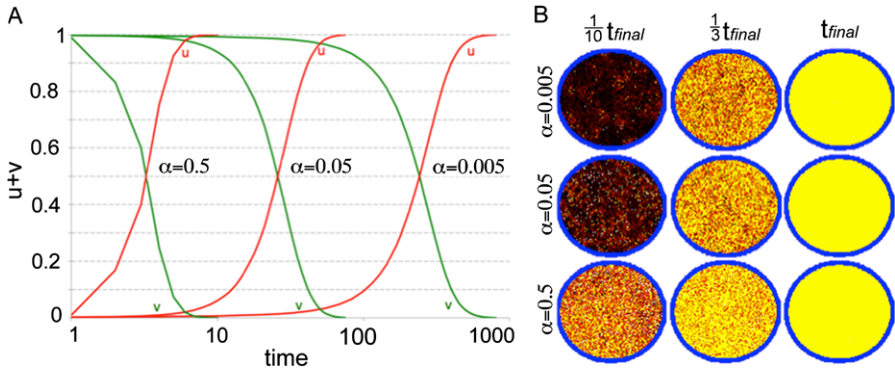 A
1
0.8
0.6
0.4
0.2
0
u+v
u
u
u
α=0.5
α=0.05
α=0.005
v
v
v
1
10
100
1000
time
B
1/10 tfinal
1/3 tfinal
tfinal
α=0.005
α=0.05
α=0.5